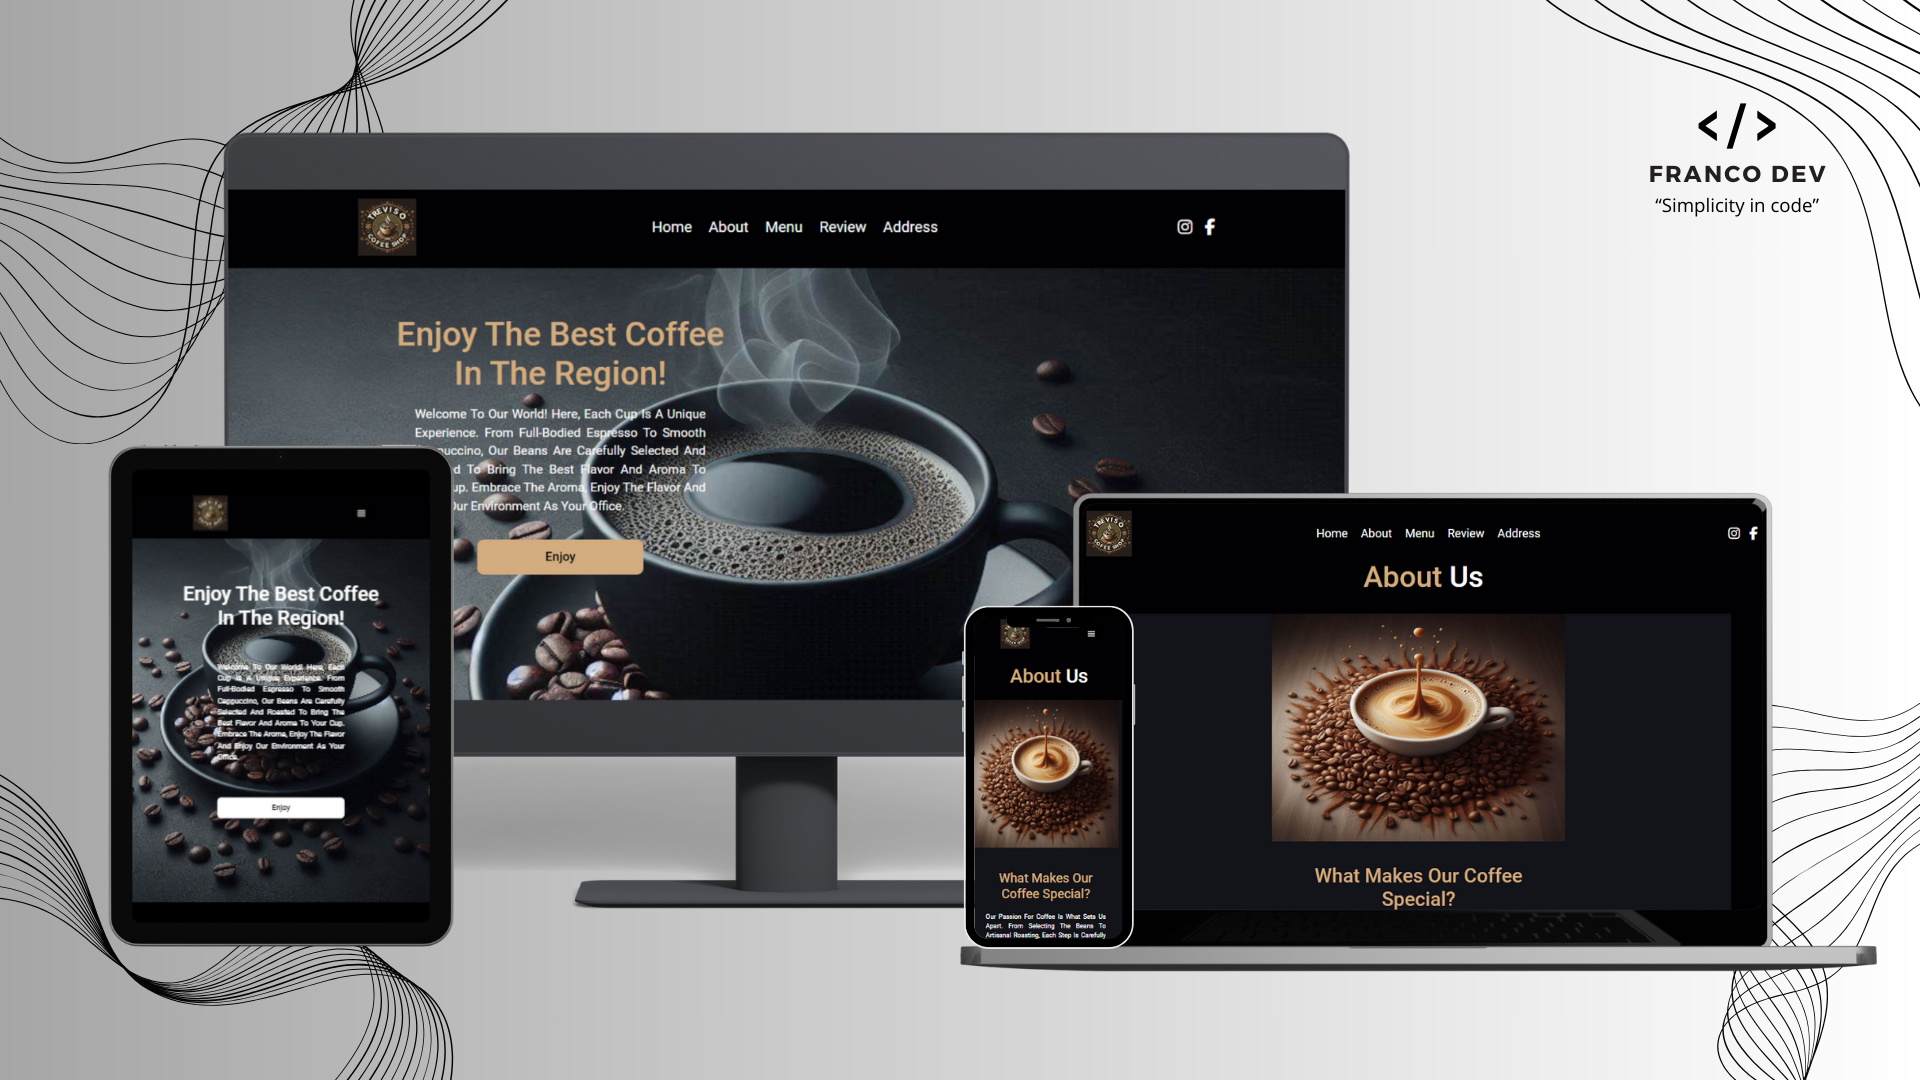 </>
FRANCO DEV
“Simplicity in code”
TREVISO
COFEE SHOP
Home About Menu Review Address
Enjoy The Best Coffee
In The Region!
Welcome To Our World! Here, Each Cup Is A Unique
Experience. From Full-Bodied Espresso To Smooth
puccino, Our Beans Are Carefully Selected And
d To Bring The Best Flavor And Aroma To
up. Embrace The Aroma, Enjoy The Flavor And
Our Environment As Your Office.
Enjoy
Enjoy The Best Coffee
In The Region!
Welcome To Our World! Here, Each
Cup Is A Unique Experience. From
Full-Bodied Espresso To Smooth
Cappuccino, Our Beans Are Carefully
Selected And Roasted To Bring The
Best Flavor And Aroma To Your Cup.
Embrace The Aroma, Enjoy The Flavor
And Enjoy Our Environment As Your
Office.
Enjoy
About Us
What Makes Our
Coffee Special?
Our Passion For Coffee Is What Sets Us
Apart. From Selecting The Beans To
Artisanal Roasting, Each Step Is Carefully
TREVISO
COFEE SHOP
Home About Menu Review Address
About Us
What Makes Our Coffee
Special?